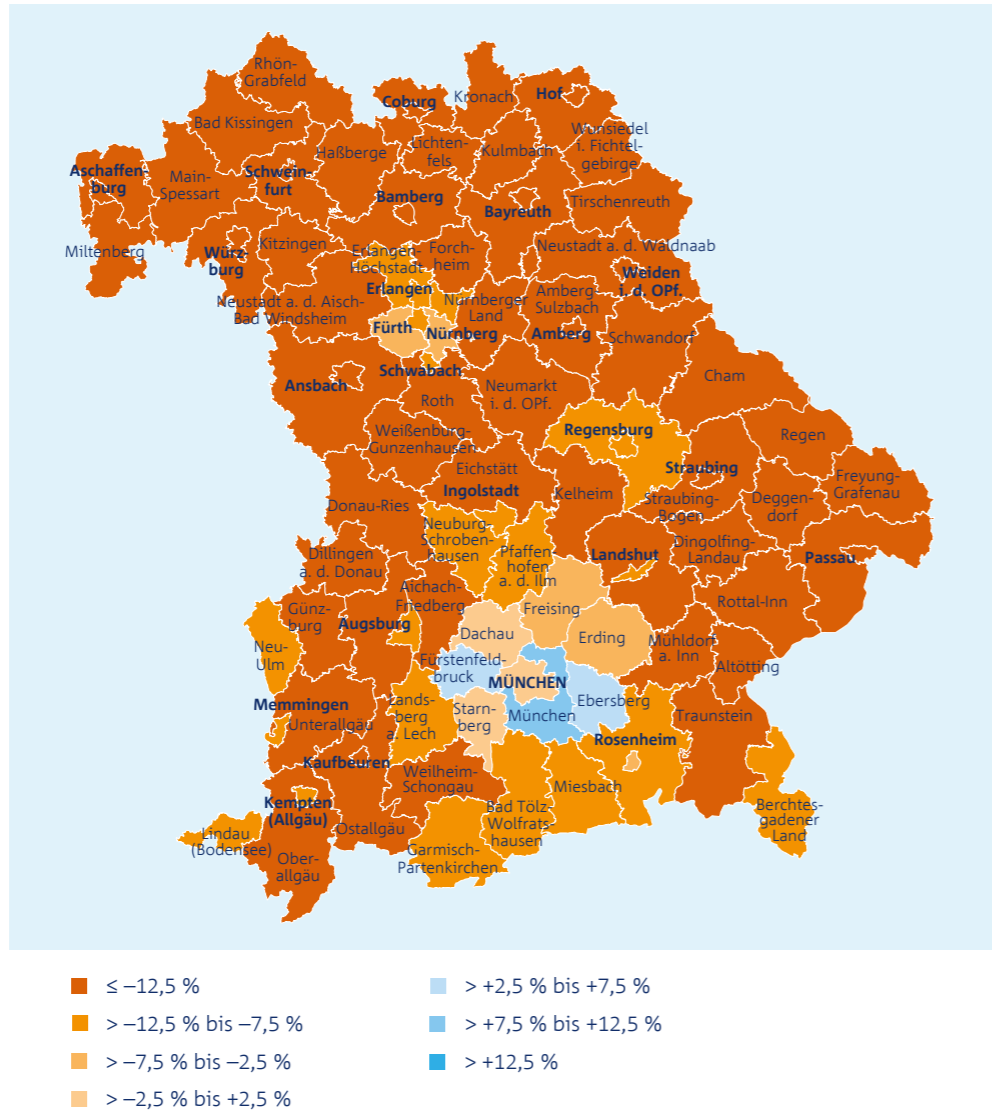 Rhön-
Grabfeld
Coburg
Kronach
Hof
Bad Kissingen
Lichten-
fels
Kulmbach
Wunsiedel
i. Fichtel-
gebirge
Haßberge
Aschaffen-
burg
Main-
Spessart
Schwein-
furt
Bamberg
Bayreuth
Tirschenreuth
Miltenberg
Würz-
burg
Kitzingen
Erlangen-
Höchstadt
Forch-
heim
Neustadt a. d. Waldnaab
Weiden
i. d. OPf.
Erlangen
Neustadt a. d. Aisch-
Bad Windsheim
Nürnberger
Land
Amberg-
Sulzbach
Fürth
Nürnberg
Amberg
Schwandorf
Ansbach
Schwabach
Roth
Neumarkt
i. d. OPf.
Cham
Weißenburg-
Gunzenhausen
Regensburg
Regen
Eichstätt
Ingolstadt
Straubing
Kelheim
Freyung-
Grafenau
Donau-Ries
Straubing-
Bogen
Deggen-
dorf
Neuburg-
Schroben-
hausen
Pfaffen-
hofen
a. d. Ilm
Landshut
Dingolfing-
Landau
Passau
Dillingen
a. d. Donau
Aichach-
Friedberg
Rottal-Inn
Günz-
burg
Augsburg
Freising
Dachau
Erding
Mühldorf
a. Inn
Neu-
Ulm
Fürstenfeld-
bruck
Altötting
MÜNCHEN
Memmingen
Unterallgäu
Lands-
berg
a. Lech
Starn-
berg
München
Ebersberg
Traunstein
Rosenheim
Kaufbeuren
Weilheim-
Schongau
Miesbach
Kempten
(Allgäu)
Bad Tölz-
Wolfrats-
hausen
Berchtes-
gadener
Land
Lindau
(Bodensee)
Ostallgäu
Garmisch-
Partenkirchen
Ober-
allgäu
≤ –12,5 %
> –12,5 % bis –7,5 %
> –7,5 % bis –2,5 %
> –2,5 % bis +2,5 %
> +2,5 % bis +7,5 %
> +7,5 % bis +12,5 %
> +12,5 %